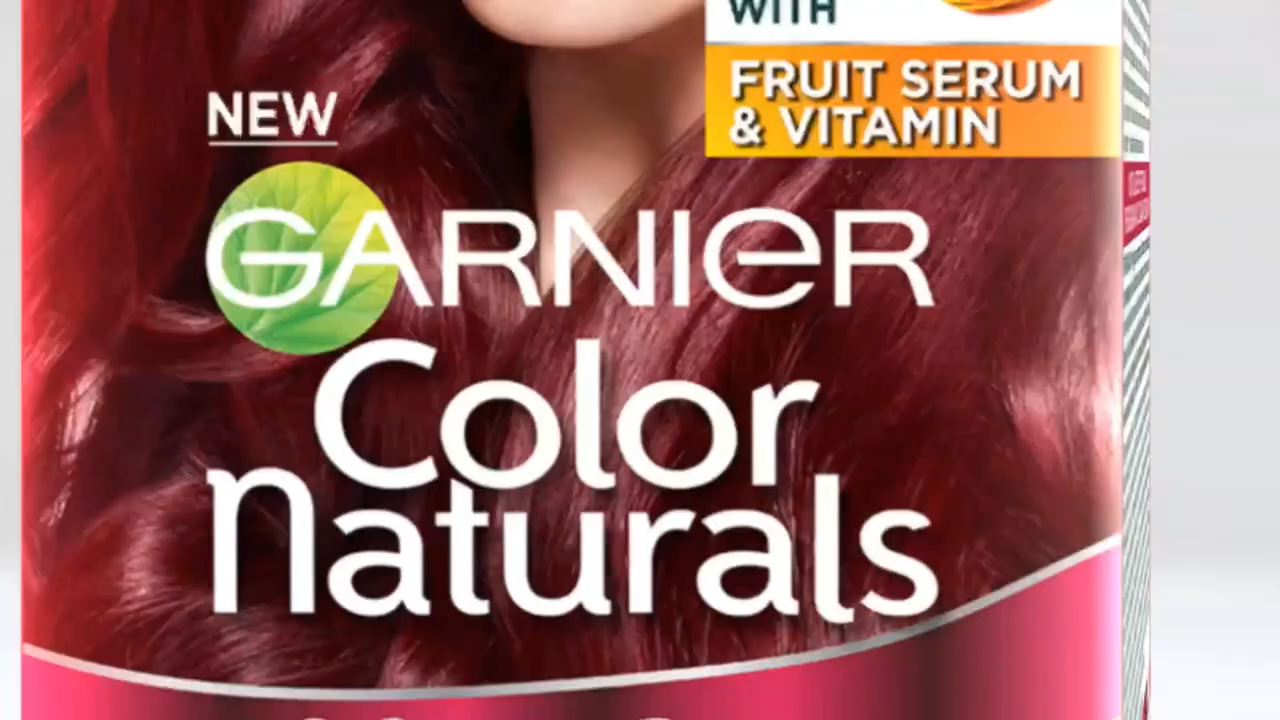 WITH
FRUIT SERUM
& VITAMIN
NEW
GARNIER
Color
naturals